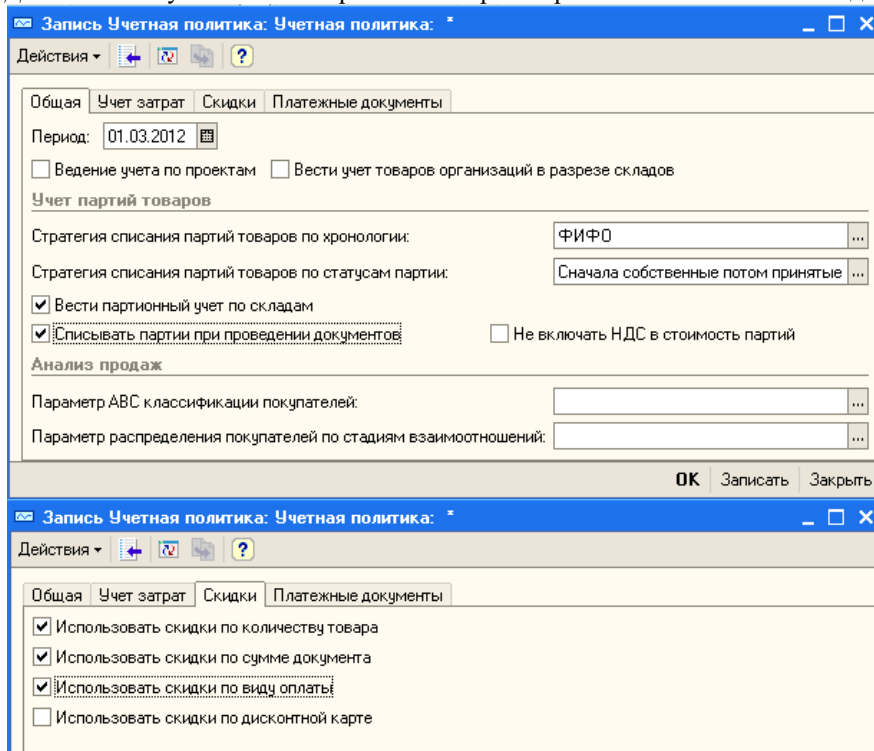 Запись Учетная политика: Учетная политика: *
Действия
Общая Учет затрат Скидки Платежные документы
Период: 01.03.2012
Ведение учета по проектам Вести учет товаров организаций в разрезе складов
Учет партий товаров
Стратегия списания партий товаров по хронологии: ФИФО ...
Стратегия списания партий товаров по статусам партии: Сначала собственные потом принятые ...
Вести партионный учет по складам
Списывать партии при проведении документов Не включать НДС в стоимость партий
Анализ продаж
Параметр ABC классификации покупателей: ...
Параметр распределения покупателей по стадиям взаимоотношений: ...
OK Записать Закрыть
Запись Учетная политика: Учетная политика: *
Действия
Общая Учет затрат Скидки Платежные документы
Использовать скидки по количеству товара
Использовать скидки по сумме документа
Использовать скидки по виду оплаты
Использовать скидки по дисконтной карте